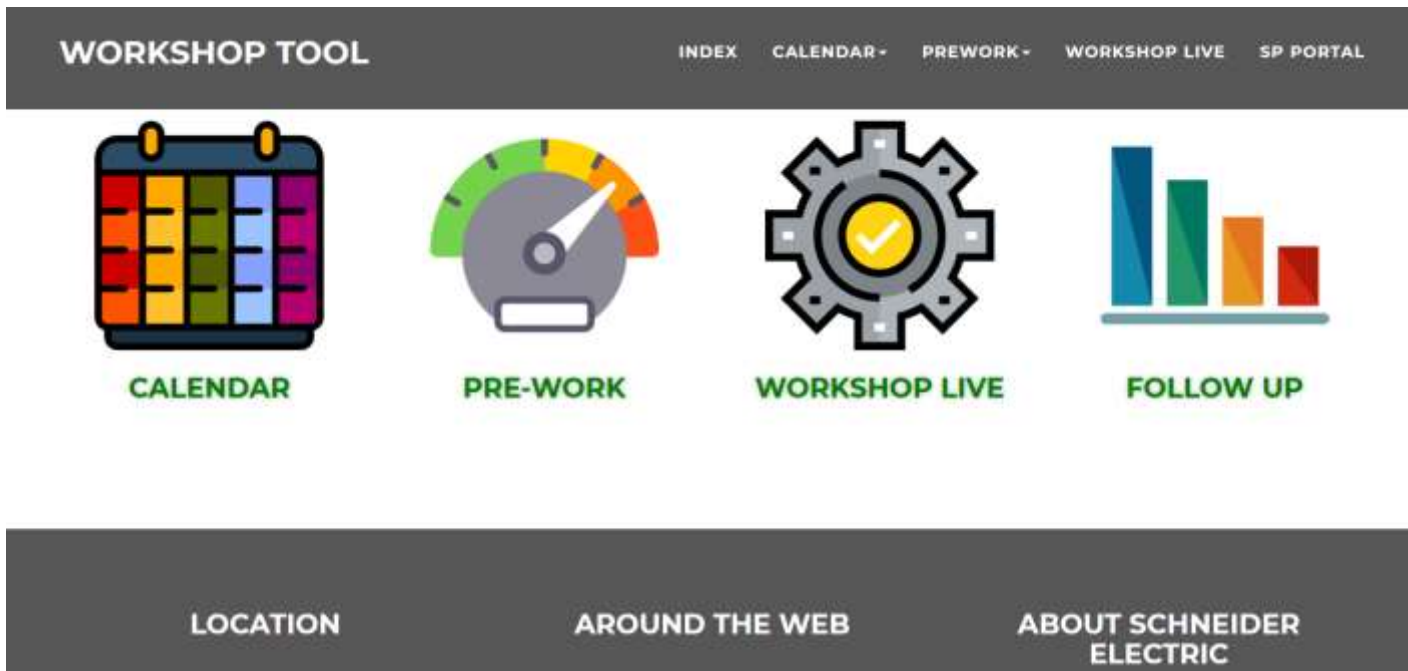 WORKSHOP TOOL
INDEX CALENDAR PREWORK WORKSHOP LIVE SP PORTAL
CALENDAR PRE-WORK WORKSHOP LIVE FOLLOW UP
LOCATION AROUND THE WEB ABOUT SCHNEIDER
ELECTRIC